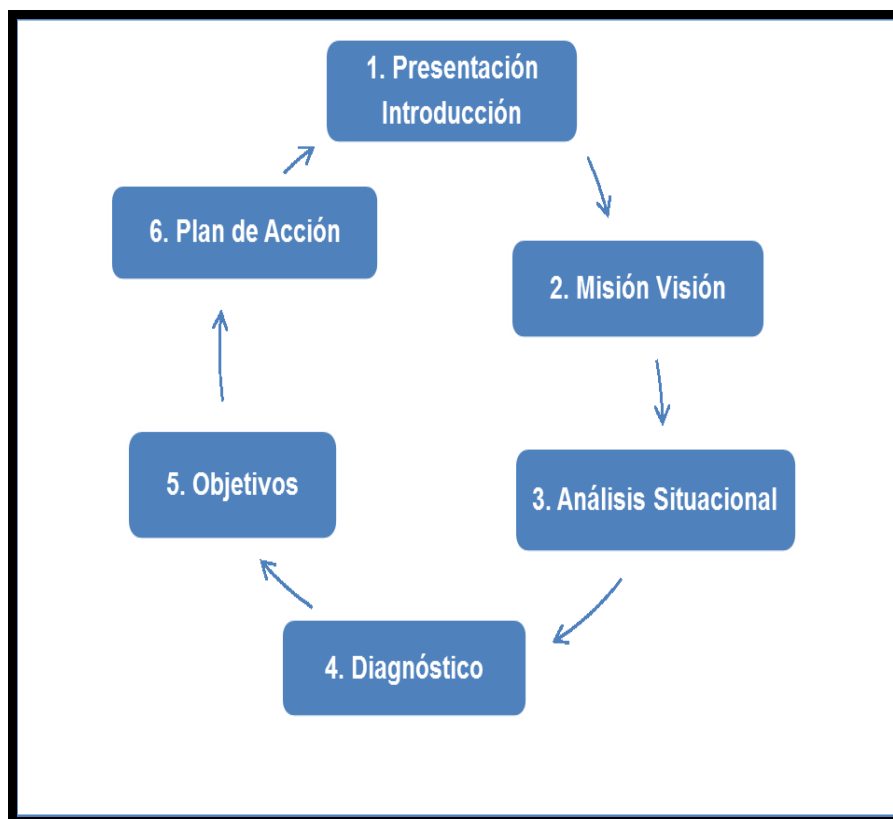 1. Presentación
Introducción
2. Misión Visión
3. Análisis Situacional
4. Diagnóstico
5. Objetivos
6. Plan de Acción